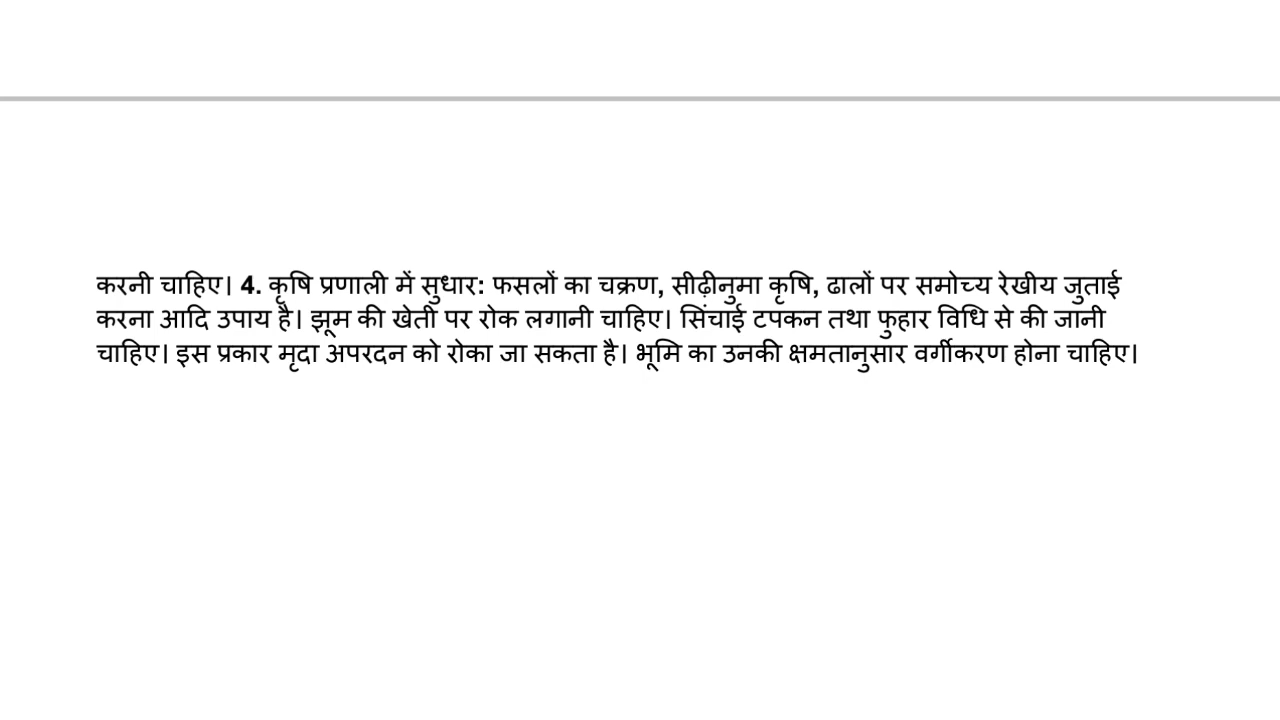 करनी चाहिए। 4. कृषि प्रणाली में सुधार: फसलों का चक्रण, सीढ़ीनुमा कृषि, ढालों पर समोच्य रेखीय जुताई
करना आदि उपाय है। झूम की खेती पर रोक लगानी चाहिए। सिंचाई टपकन तथा फुहार विधि से की जानी
चाहिए। इस प्रकार मृदा अपरदन को रोका जा सकता है। भूमि का उनकी क्षमतानुसार वर्गीकरण होना चाहिए।